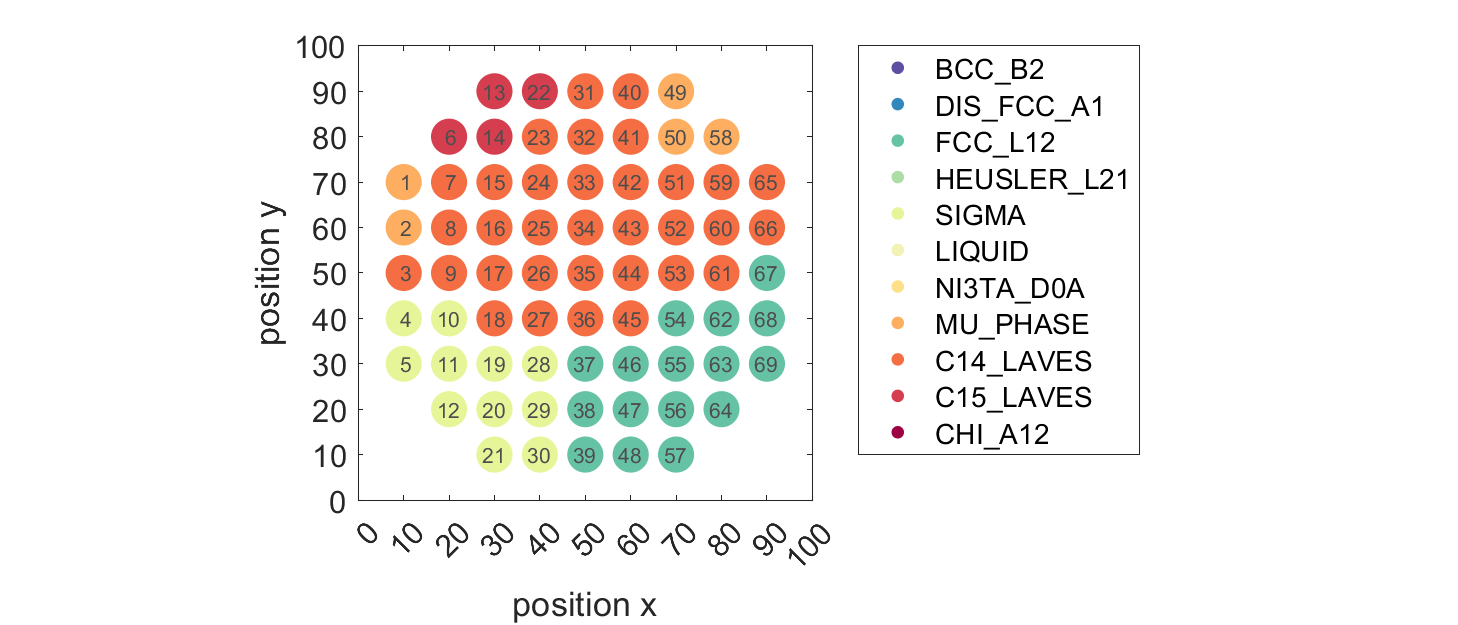 100
90 13 22 31 40 49
80 6 14 23 32 41 50 58
70 1 7 15 24 33 42 51 59 65
60 2 8 16 25 34 43 52 60 66
50 3 9 17 26 35 44 53 61 67
40 4 10 18 27 36 45 54 62 68
30 5 11 19 28 37 46 55 63 69
20 12 20 29 38 47 56 64
10 21 30 39 48 57
0
0 10 20 30 40 50 60 70 80 90 100
position x
position y
BCC_B2
DIS_FCC_A1
FCC_L12
HEUSLER_L21
SIGMA
LIQUID
NI3TA_D0A
MU_PHASE
C14_LAVES
C15_LAVES
CHI_A12